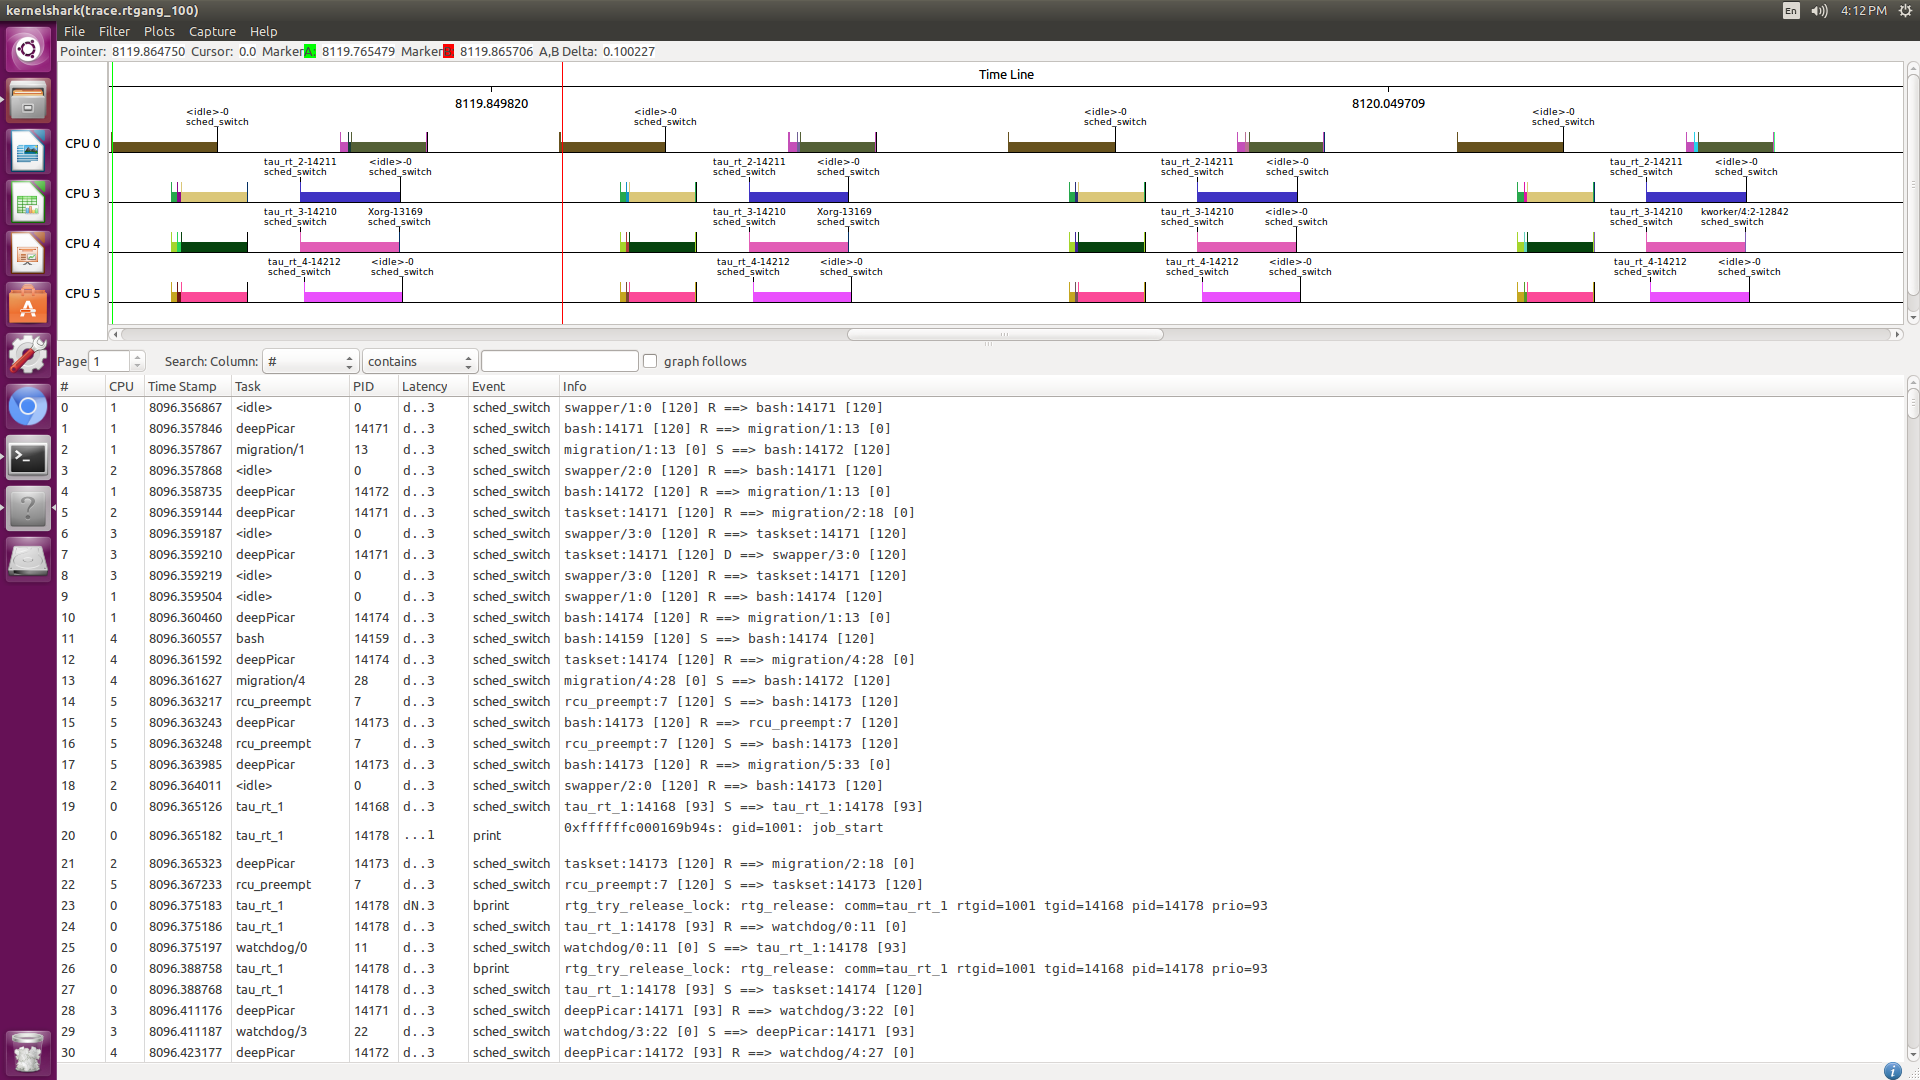 kernelshark(trace.rtgang_100)
En
4:12 PM
File Filter Plots Capture Help
Pointer: 8119.864750 Cursor: 0.0 MarkerA: 8119.765479 Marker 8119.865706 A,B Delta: 0.100227
Time Line
8119.849820 8120.049709
<idle>-0 <idle>-0 <idle>-0 <idle>-0
sched_switch sched_switch sched_switch sched_switch
CPU 0
tau_rt_2-14211 <idle>-0 tau_rt_2-14211 <idle>-0 tau_rt_2-14211 <idle>-0 tau_rt_2-14211 <idle>-0
sched_switch sched_switch sched_switch sched_switch sched_switch sched_switch sched_switch sched_switch
CPU 3
tau_rt_3-14210 Xorg-13169 tau_rt_3-14210 Xorg-13169 tau_rt_3-14210 <idle>-0 tau_rt_3-14210 kworker/4:2-12842
sched_switch sched_switch sched_switch sched_switch sched_switch sched_switch sched_switch sched_switch
CPU 4
tau_rt_4-14212 <idle>-0 tau_rt_4-14212 <idle>-0 tau_rt_4-14212 <idle>-0 tau_rt_4-14212 <idle>-0
sched_switch sched_switch sched_switch sched_switch sched_switch sched_switch sched_switch sched_switch
CPU 5
Page 1 Search: Column: # contains graph follows
# CPU Time Stamp Task PID Latency Event Info
0 1 8096.356867 <idle> 0 d..3 sched_switch swapper/1:0 [120] R ==> bash:14171 [120]
1 1 8096.357846 deepPicar 14171 d..3 sched_switch bash:14171 [120] R ==> migration/1:13 [0]
2 1 8096.357867 migration/1 13 d..3 sched_switch migration/1:13 [0] S ==> bash:14172 [120]
3 2 8096.357868 <idle> 0 d..3 sched_switch swapper/2:0 [120] R ==> bash:14171 [120]
4 1 8096.358735 deepPicar 14172 d..3 sched_switch bash:14172 [120] R ==> migration/1:13 [0]
5 2 8096.359144 deepPicar 14171 d..3 sched_switch taskset:14171 [120] R ==> migration/2:18 [0]
6 3 8096.359187 <idle> 0 d..3 sched_switch swapper/3:0 [120] R ==> taskset:14171 [120]
7 3 8096.359210 deepPicar 14171 d..3 sched_switch taskset:14171 [120] D ==> swapper/3:0 [120]
8 3 8096.359219 <idle> 0 d..3 sched_switch swapper/3:0 [120] R ==> taskset:14171 [120]
9 1 8096.359504 <idle> 0 d..3 sched_switch swapper/1:0 [120] R ==> bash:14174 [120]
10 1 8096.360460 deepPicar 14174 d..3 sched_switch bash:14174 [120] R ==> migration/1:13 [0]
11 4 8096.360557 bash 14159 d..3 sched_switch bash:14159 [120] S ==> bash:14174 [120]
12 4 8096.361592 deepPicar 14174 d..3 sched_switch taskset:14174 [120] R ==> migration/4:28 [0]
13 4 8096.361627 migration/4 28 d..3 sched_switch migration/4:28 [0] S ==> bash:14172 [120]
14 5 8096.363217 rcu_preempt 7 d..3 sched_switch rcu_preempt:7 [120] S ==> bash:14173 [120]
15 5 8096.363243 deepPicar 14173 d..3 sched_switch bash:14173 [120] R ==> rcu_preempt:7 [120]
16 5 8096.363248 rcu_preempt 7 d..3 sched_switch rcu_preempt:7 [120] S ==> bash:14173 [120]
17 5 8096.363985 deepPicar 14173 d..3 sched_switch bash:14173 [120] R ==> migration/5:33 [0]
18 2 8096.364011 <idle> 0 d..3 sched_switch swapper/2:0 [120] R ==> bash:14173 [120]
19 0 8096.365126 tau_rt_1 14168 d..3 sched_switch tau_rt_1:14168 [93] S ==> tau_rt_1:14178 [93]
20 0 8096.365182 tau_rt_1 14178 ...1 print 0xffffffc000169b94s: gid=1001: job_start
21 2 8096.365323 deepPicar 14173 d..3 sched_switch taskset:14173 [120] R ==> migration/2:18 [0]
22 5 8096.367233 rcu_preempt 7 d..3 sched_switch rcu_preempt:7 [120] S ==> taskset:14173 [120]
23 0 8096.375183 tau_rt_1 14178 dN.3 bprint rtg_try_release_lock: rtg_release: comm=tau_rt_1 rtgid=1001 tgid=14168 pid=14178 prio=93
24 0 8096.375186 tau_rt_1 14178 d..3 sched_switch tau_rt_1:14178 [93] R ==> watchdog/0:11 [0]
25 0 8096.375197 watchdog/0 11 d..3 sched_switch watchdog/0:11 [0] S ==> tau_rt_1:14178 [93]
26 0 8096.388758 tau_rt_1 14178 d..3 bprint rtg_try_release_lock: rtg_release: comm=tau_rt_1 rtgid=1001 tgid=14168 pid=14178 prio=93
27 0 8096.388768 tau_rt_1 14178 d..3 sched_switch tau_rt_1:14178 [93] S ==> taskset:14174 [120]
28 3 8096.411176 deepPicar 14171 d..3 sched_switch deepPicar:14171 [93] R ==> watchdog/3:22 [0]
29 3 8096.411187 watchdog/3 22 d..3 sched_switch watchdog/3:22 [0] S ==> deepPicar:14171 [93]
30 4 8096.423177 deepPicar 14172 d..3 sched_switch deepPicar:14172 [93] R ==> watchdog/4:27 [0]